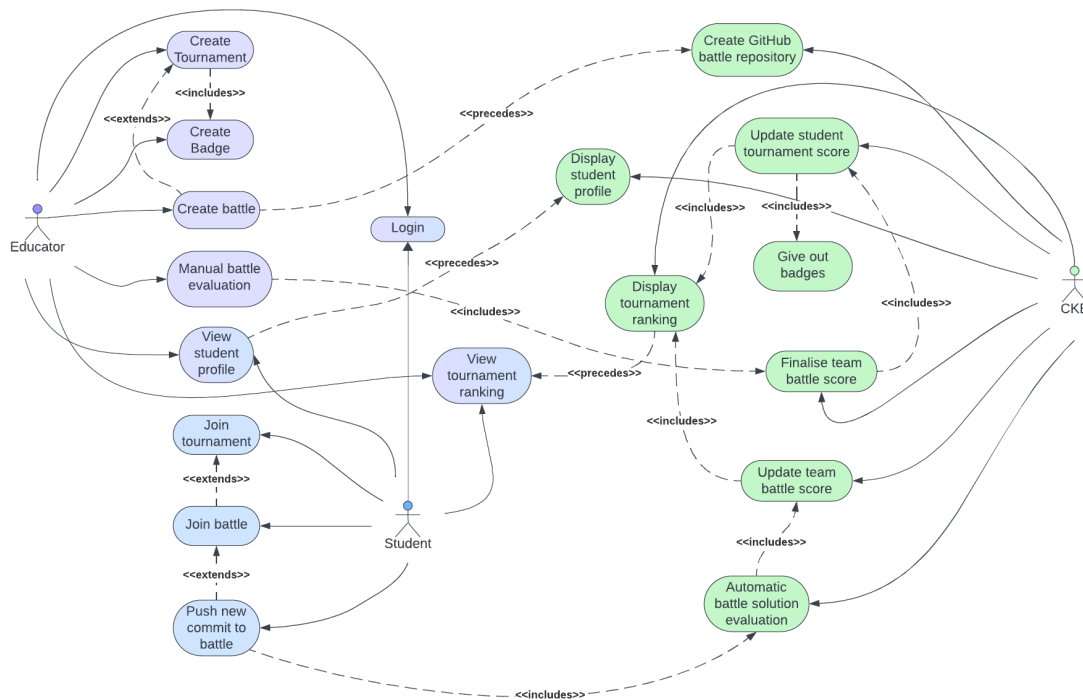 Create
Tournament
<<includes>>
<<extends>>
Create
Badge
Create battle
Educator
Manual battle
evaluation
View
student
profile
Join
tournament
<<extends>>
Join battle
<<extends>>
Push new
commit to
battle
Login
<<precedes>>
<<precedes>>
<<includes>>
View
tournament
ranking
<<precedes>>
Student
<<includes>>
Create GitHub
battle repository
Display
student
profile
Update student
tournament score
<<includes>>
<<includes>>
Give out
badges
Display
tournament
ranking
<<includes>>
Finalise team
battle score
<<includes>>
Update team
battle score
<<includes>>
Automatic
battle solution
evaluation